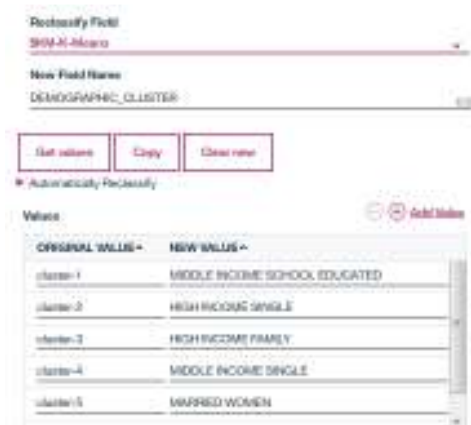 Reclassify Field
$KM-K-Means
New Field Name
DEMOGRAPHIC_CLUSTER
Get values Copy Clear new
Automatically Reclassify
Values Add Value
ORIGINAL VALUE NEW VALUE
cluster-1 MIDDLE INCOME SCHOOL EDUCATED
cluster-2 HIGH INCOME SINGLE
cluster-3 HIGH INCOME FAMILY
cluster-4 MIDDLE INCOME SINGLE
cluster-5 MARRIED WOMEN